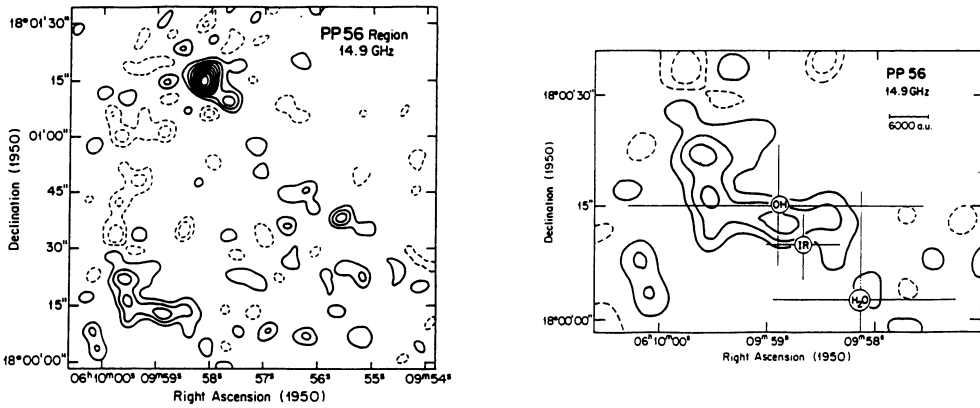 18°01'30"
15"
01'00"
45"
30"
15"
18°00'00"
Declination (1950)
PP56 Region
14.9 GHz
06ʰ10ᵐ00ˢ 09ᵐ59ˢ 58ˢ 57ˢ 56ˢ 55ˢ 09ᵐ54ˢ
Right Ascension (1950)
18°00'30"
15"
18°00'00"
Declination (1950)
PP 56
14.9GHz
6000 a.u.
OH
IR
H₂O
06ʰ10ᵐ00ˢ 09ᵐ59ˢ 09ᵐ58ˢ
Right Ascension (1950)